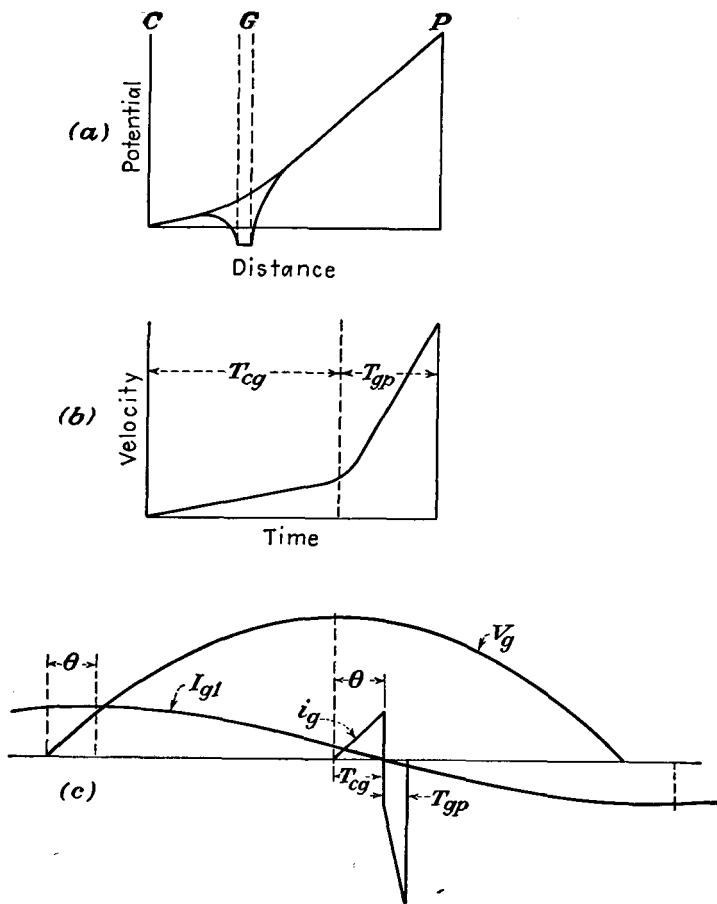 C G P
(a)
Potential
Distance
(b)
Velocity
T_cg T_gp
Time
V_g
θ
I_g1
θ
i_g
T_cg
T_gp
(c)